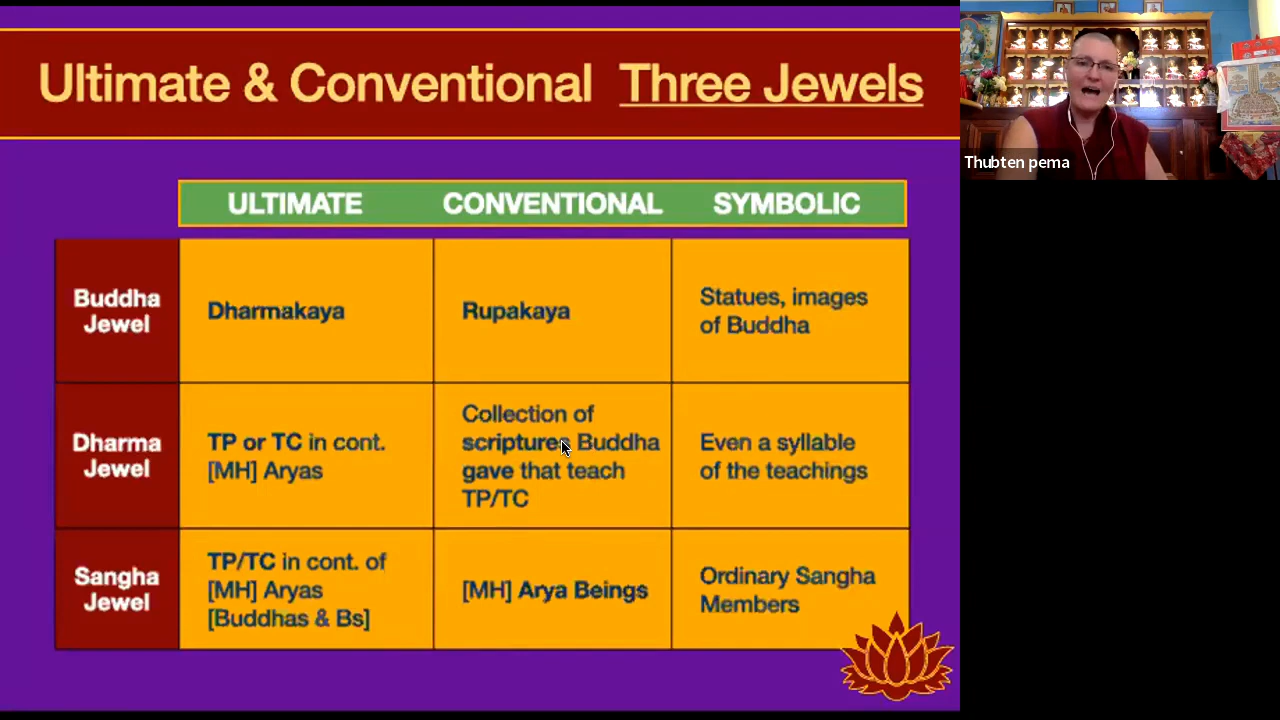 Ultimate & Conventional Three Jewels
Thubten pema
ULTIMATE CONVENTIONAL SYMBOLIC
Buddha
Jewel
Dharmakaya
Rupakaya
Statues, images
of Buddha
Dharma
Jewel
TP or TC in cont.
[MH] Aryas
Collection of
scriptures Buddha
gave that teach
TP/TC
Even a syllable
of the teachings
Sangha
Jewel
TP/TC in cont. of
[MH] Aryas
[Buddhas & Bs]
[MH] Arya Beings
Ordinary Sangha
Members